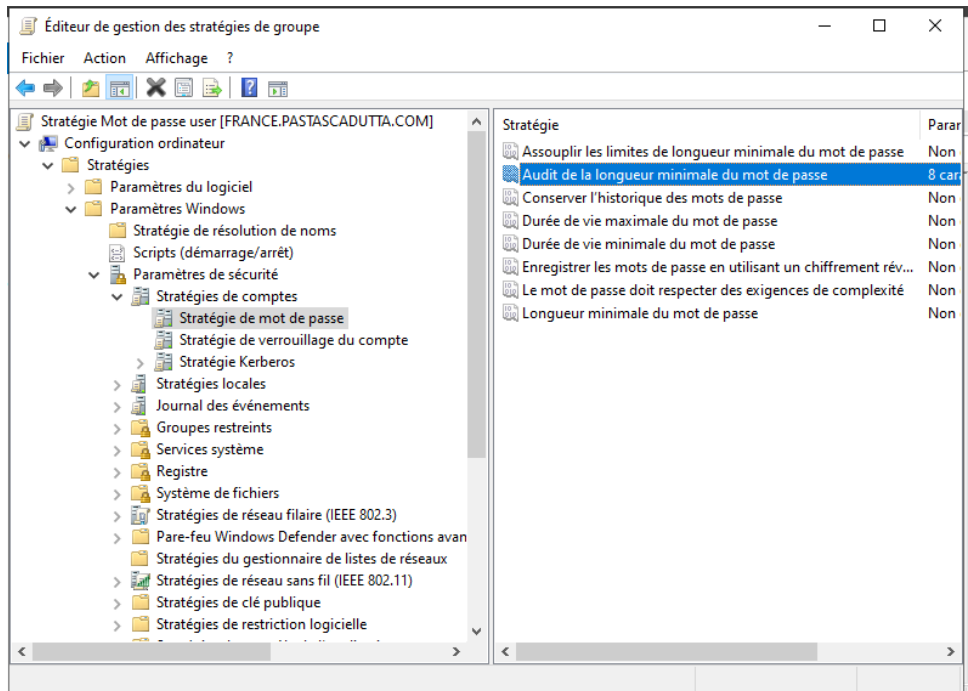 Éditeur de gestion des stratégies de groupe
Fichier Action Affichage ?
Stratégie Mot de passe user [FRANCE.PASTASCADUTTA.COM]
Configuration ordinateur
Stratégies
Paramètres du logiciel
Paramètres Windows
Stratégie de résolution de noms
Scripts (démarrage/arrêt)
Paramètres de sécurité
Stratégies de comptes
Stratégie de mot de passe
Stratégie de verrouillage du compte
Stratégie Kerberos
Stratégies locales
Journal des événements
Groupes restreints
Services système
Registre
Système de fichiers
Stratégies de réseau filaire (IEEE 802.3)
Pare-feu Windows Defender avec fonctions avan
Stratégies du gestionnaire de listes de réseaux
Stratégies de réseau sans fil (IEEE 802.11)
Stratégies de clé publique
Stratégies de restriction logicielle
Stratégie Parar
Assouplir les limites de longueur minimale du mot de passe Non
Audit de la longueur minimale du mot de passe 8 car
Conserver l'historique des mots de passe Non
Durée de vie maximale du mot de passe Non
Durée de vie minimale du mot de passe Non
Enregistrer les mots de passe en utilisant un chiffrement rév... Non
Le mot de passe doit respecter des exigences de complexité Non
Longueur minimale du mot de passe Non